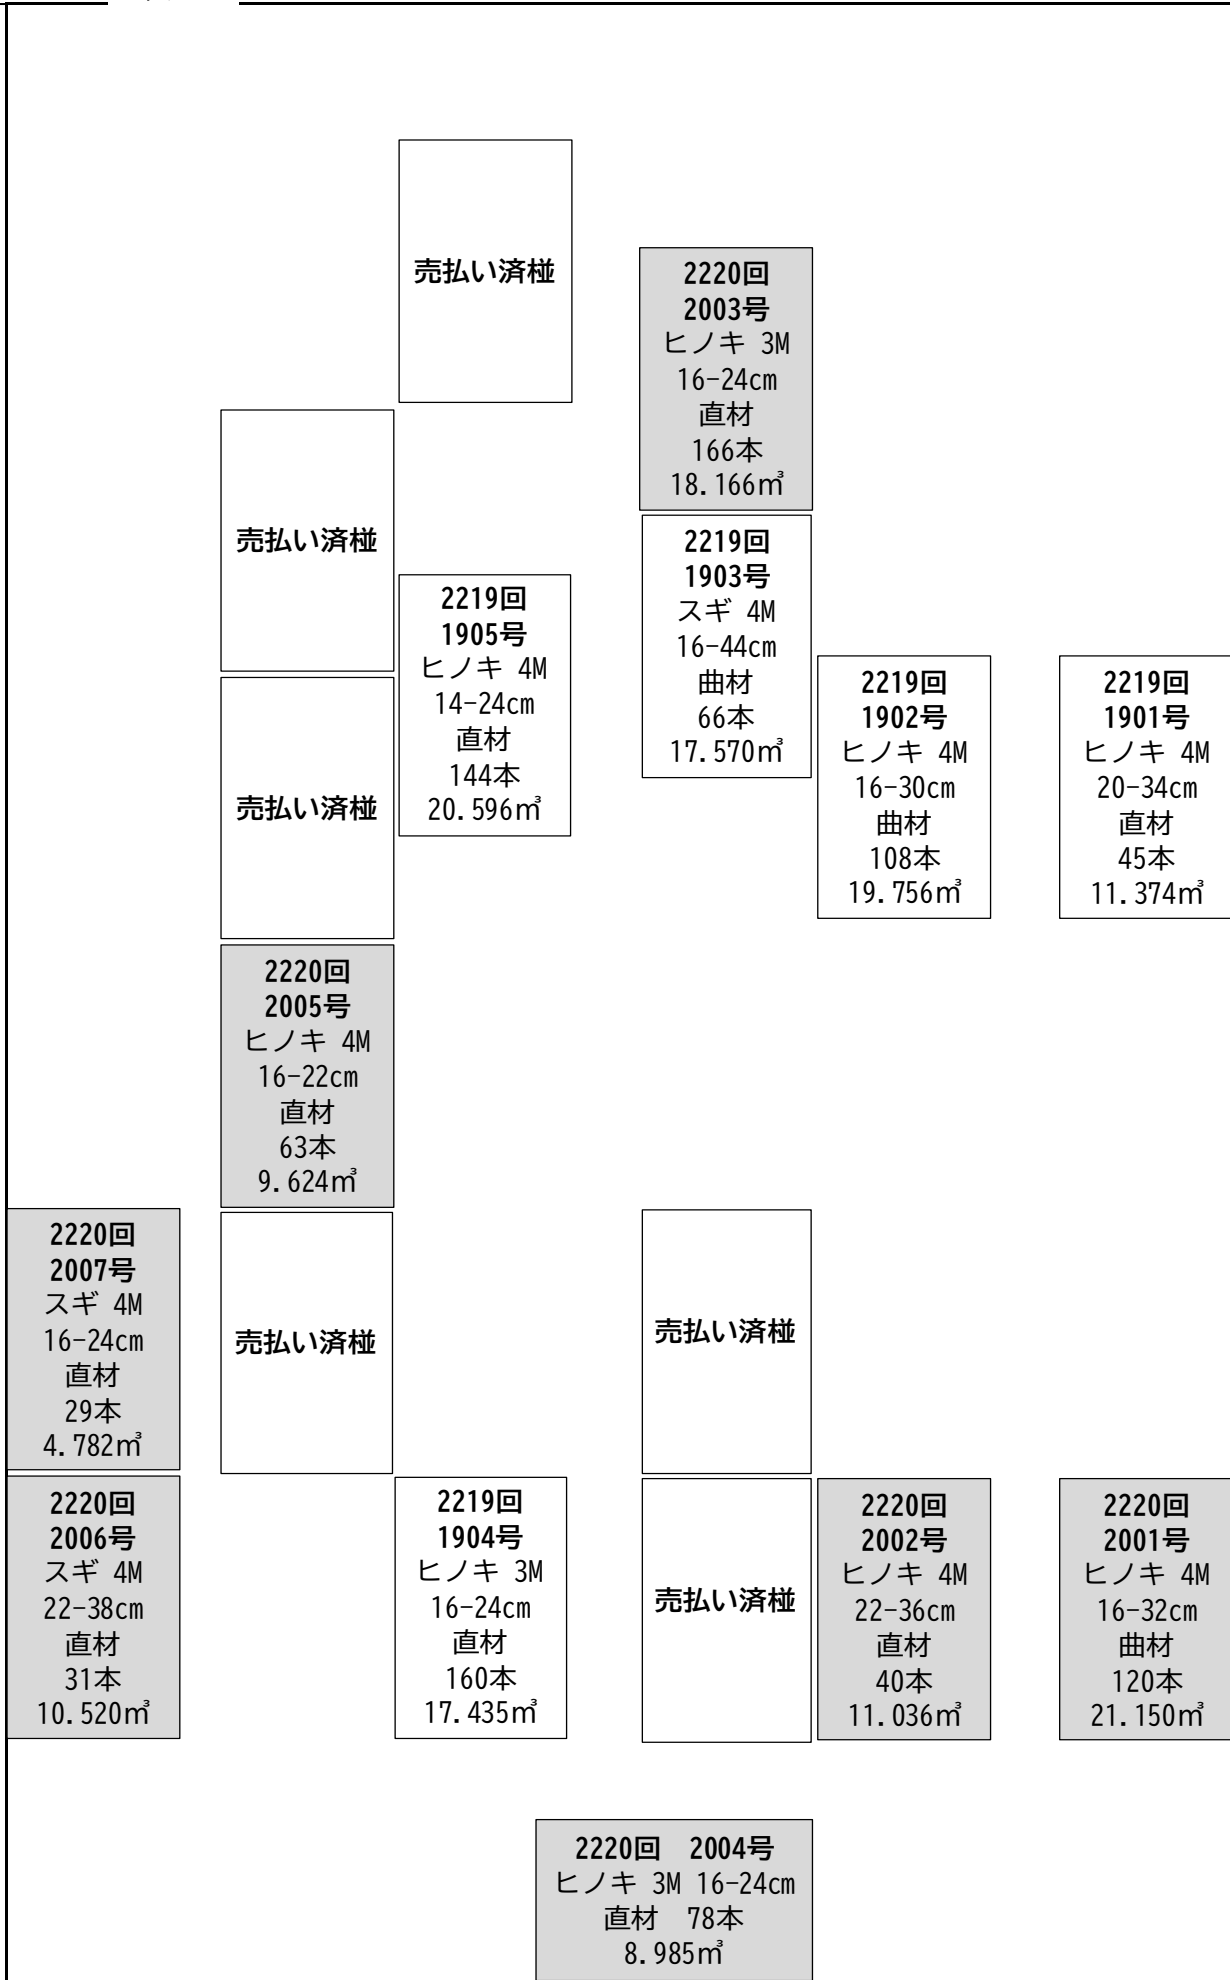 売払い済椪
2220回
2003号
ヒノキ 3M
16-24cm
直材
166本
18.166㎥
売払い済椪
2219回
1903号
スギ 4M
16-44cm
曲材
66本
17.570㎥
2219回
1905号
ヒノキ 4M
14-24cm
直材
144本
20.596㎥
2219回
1902号
ヒノキ 4M
16-30cm
曲材
108本
19.756㎥
2219回
1901号
ヒノキ 4M
20-34cm
直材
45本
11.374㎥
売払い済椪
2220回
2005号
ヒノキ 4M
16-22cm
直材
63本
9.624㎥
2220回
2007号
スギ 4M
16-24cm
直材
29本
4.782㎥
売払い済椪
売払い済椪
2220回
2006号
スギ 4M
22-38cm
直材
31本
10.520㎥
2219回
1904号
ヒノキ 3M
16-24cm
直材
160本
17.435㎥
売払い済椪
2220回
2002号
ヒノキ 4M
22-36cm
直材
40本
11.036㎥
2220回
2001号
ヒノキ 4M
16-32cm
曲材
120本
21.150㎥
2220回　2004号
ヒノキ 3M 16-24cm
直材　78本
8.985㎥